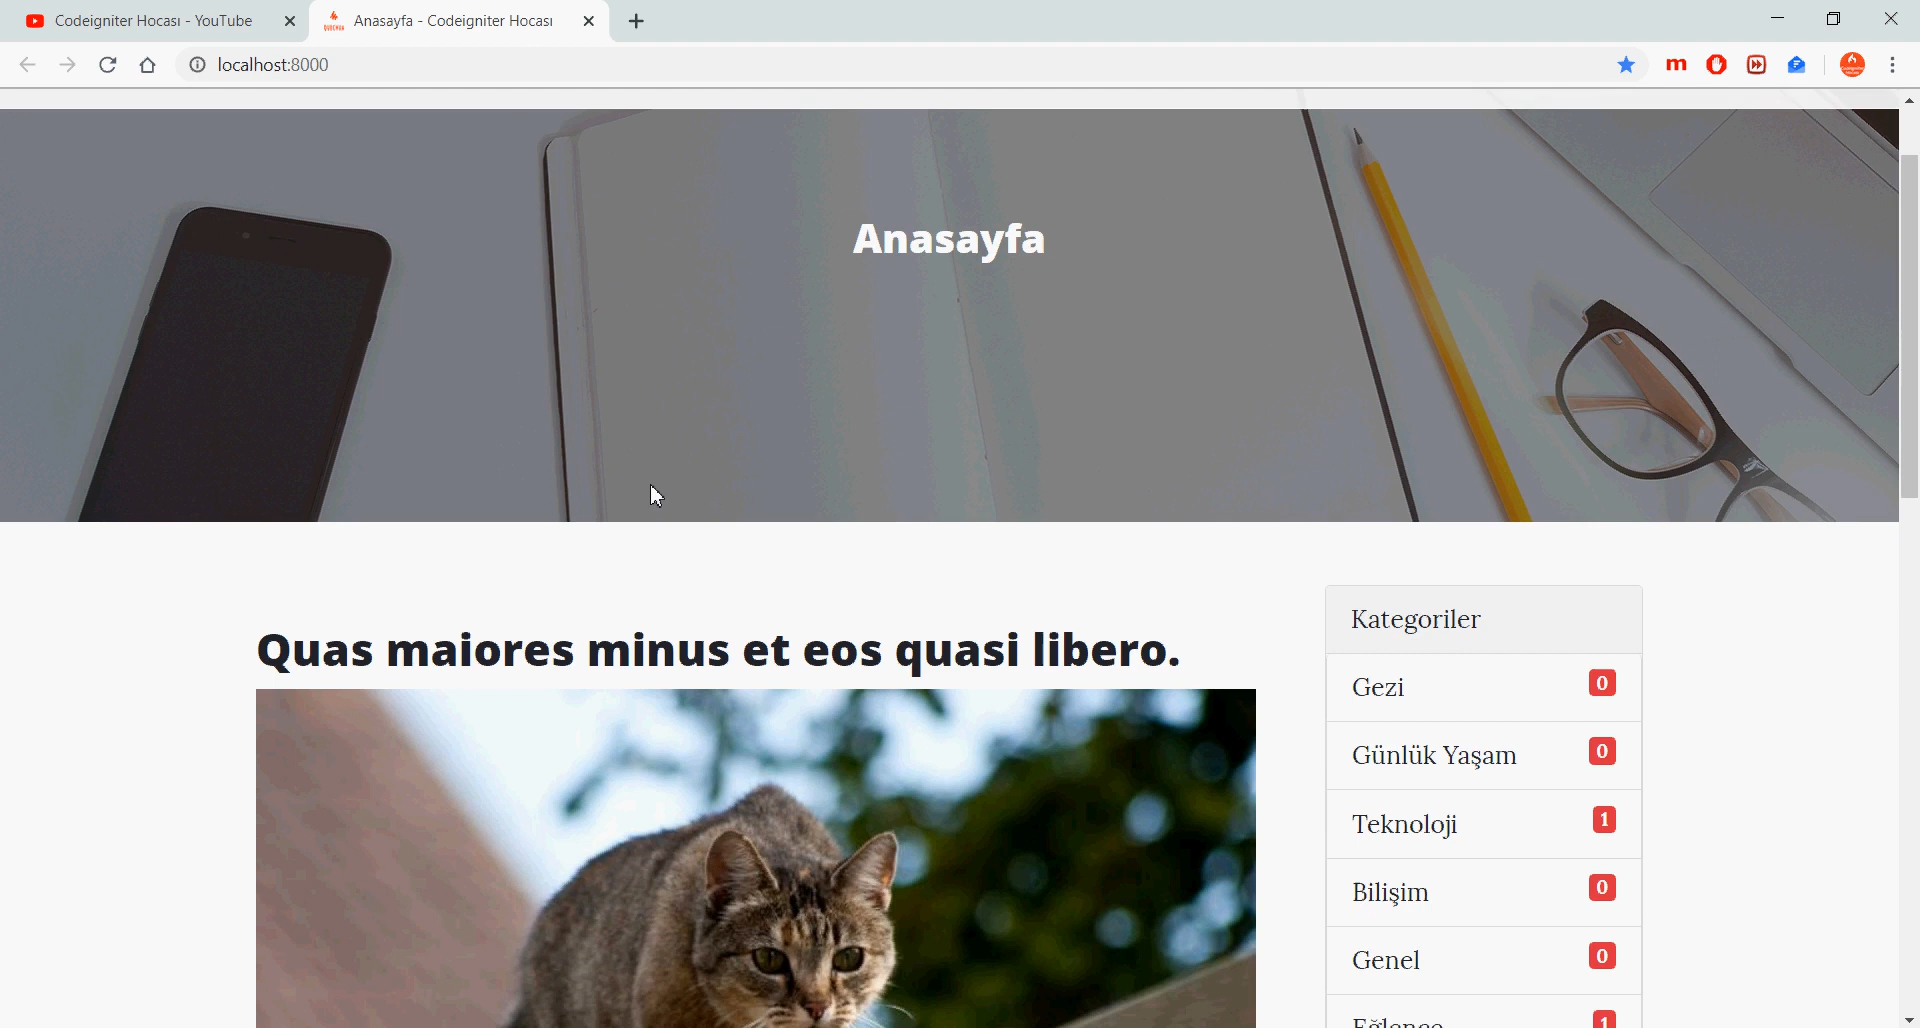 Codeigniter Hocası - YouTube
Anasayfa - Codeigniter Hocası
localhost:8000
Anasayfa
Quas maiores minus et eos quasi libero.
Kategoriler
Gezi 0
Günlük Yaşam 0
Teknoloji 1
Bilişim 0
Genel 0
Eğlence 1